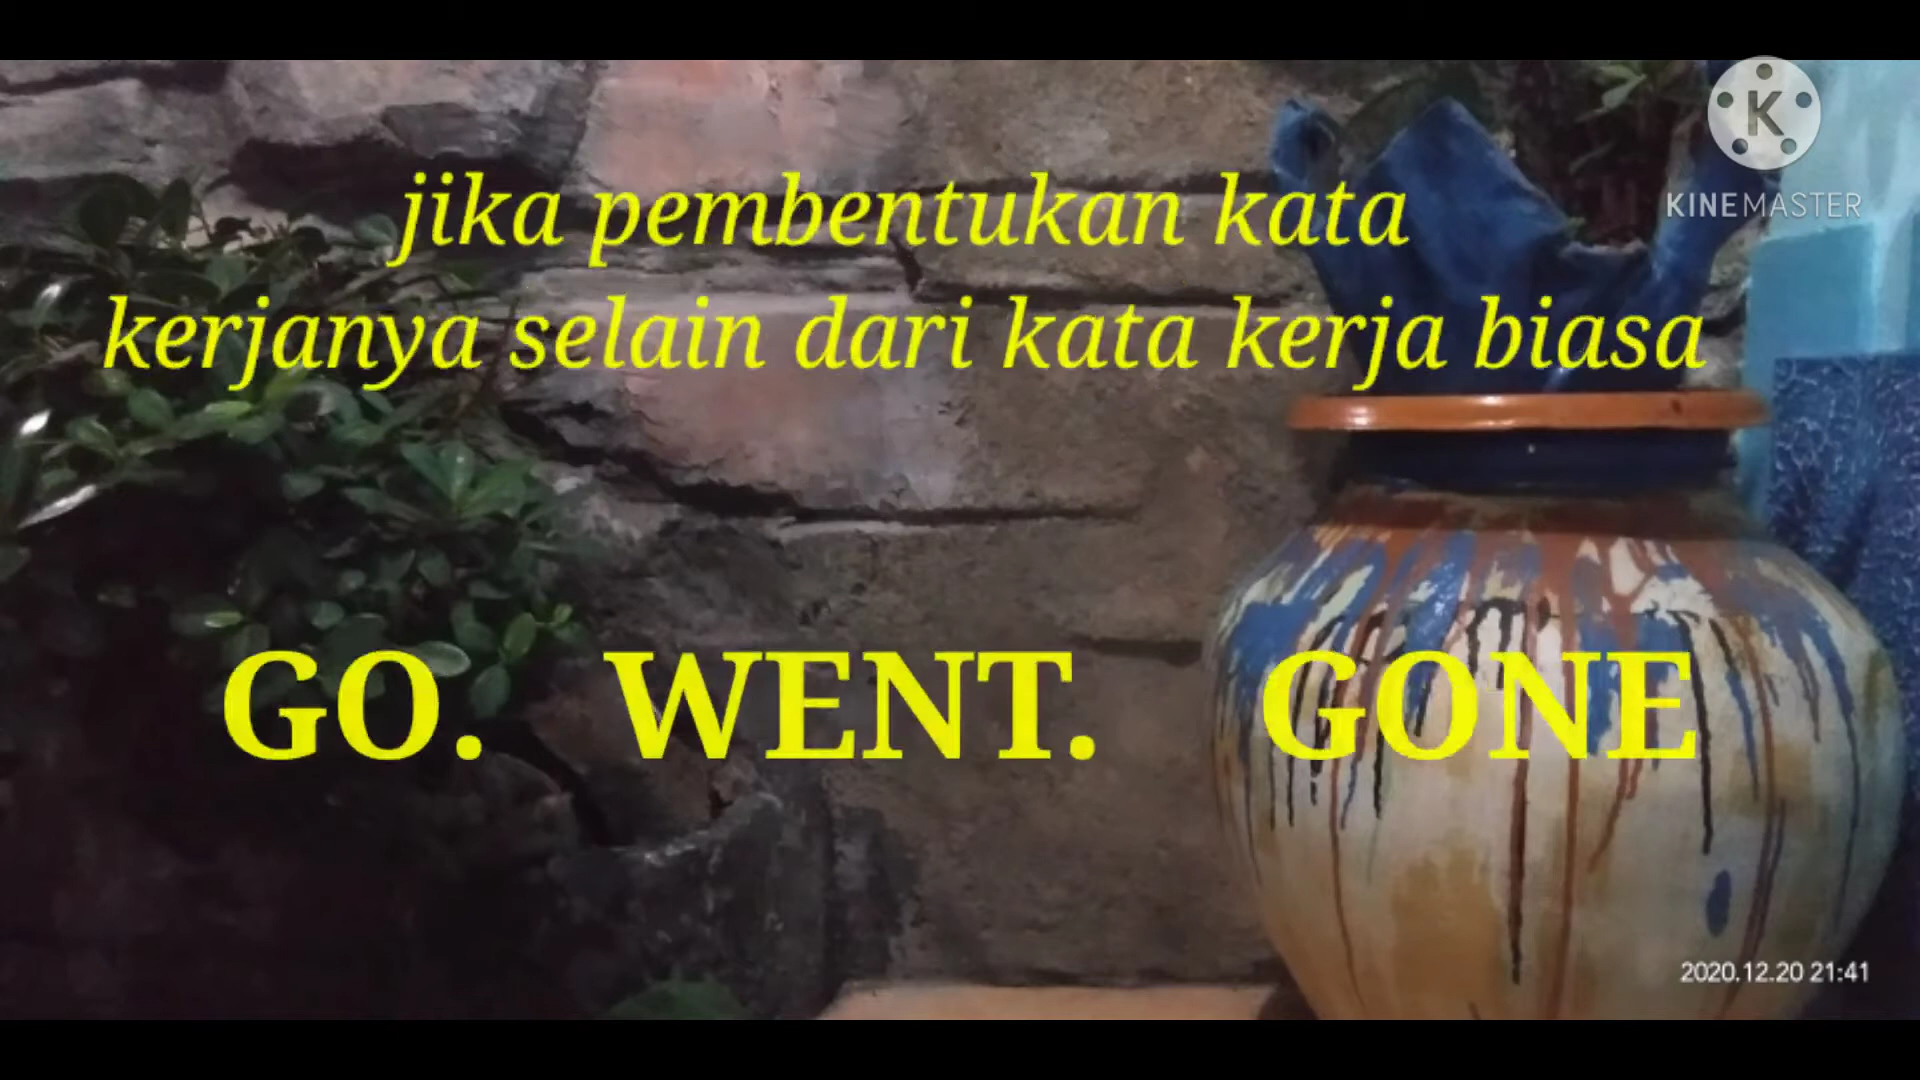 K
KINEMASTER
jika pembentukan kata
kerjanya selain dari kata kerja biasa
GO. WENT. GONE
2020.12.20 21:41